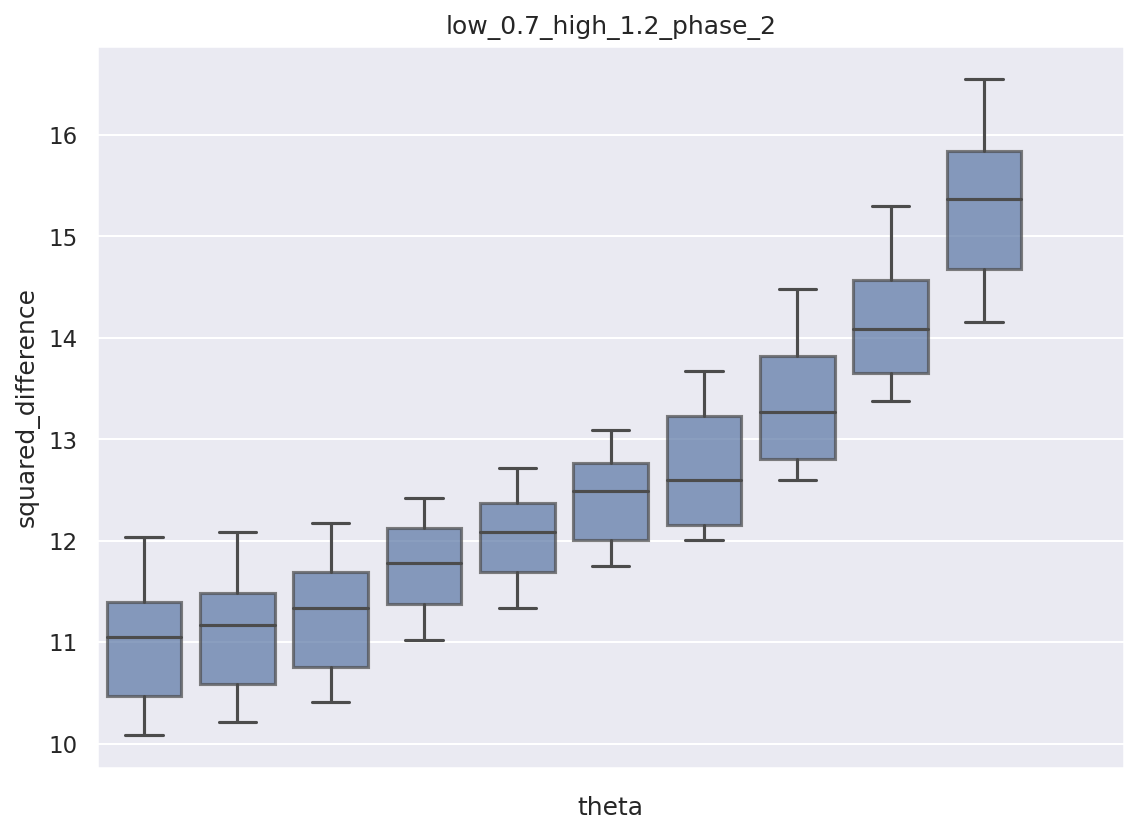 low_0.7_high_1.2_phase_2
squared_difference
16
15
14
13
12
11
10
theta